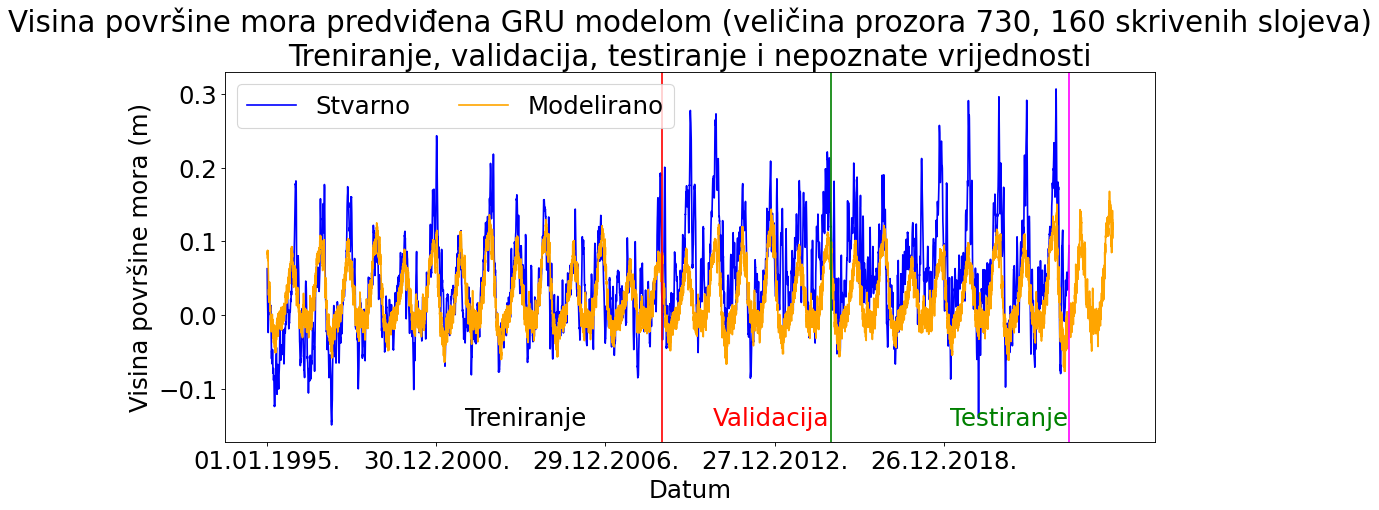 Visina površine mora predviđena GRU modelom (veličina prozora 730, 160 skrivenih slojeva)
Treniranje, validacija, testiranje i nepoznate vrijednosti
Stvarno
Modelirano
Visina površine mora (m)
0.3
0.2
0.1
0.0
−0.1
Treniranje
Validacija
Testiranje
01.01.1995.
30.12.2000.
29.12.2006.
27.12.2012.
26.12.2018.
Datum